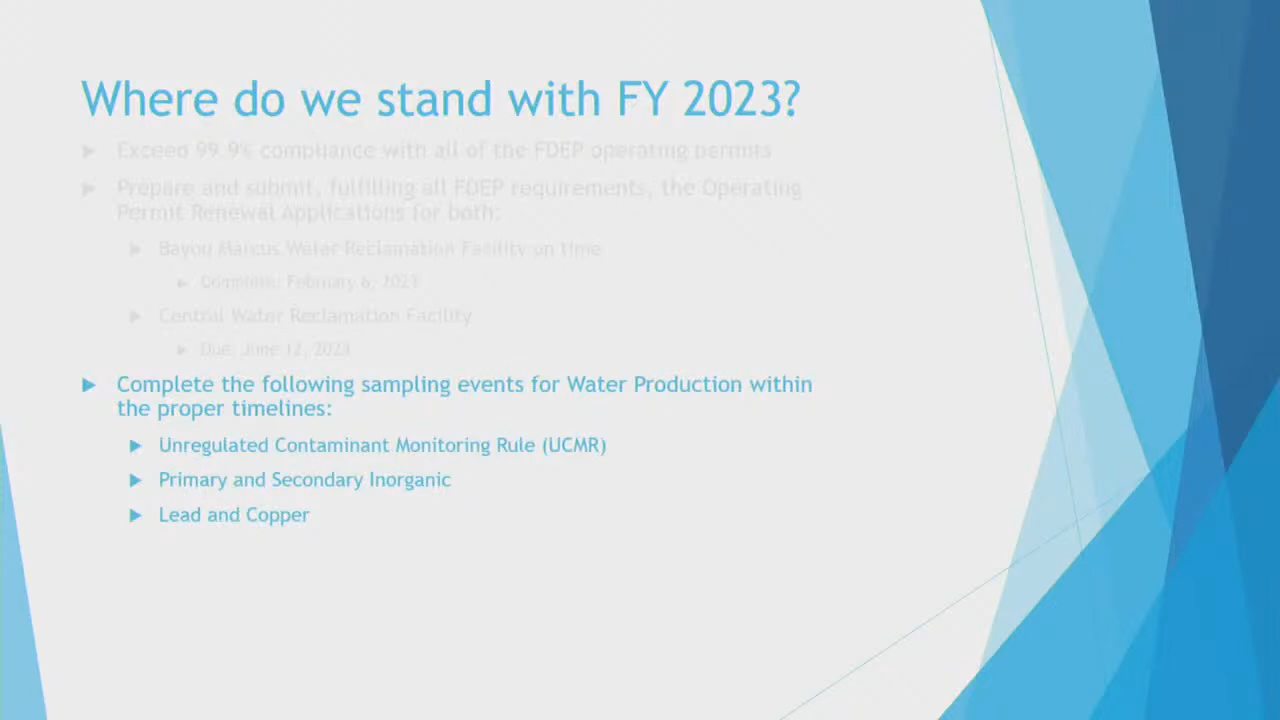 Where do we stand with FY 2023?
Exceed 99.9% compliance with all of the FDEP operating permits
Prepare and submit, fulfilling all FDEP requirements, the Operating
Permit Renewal Applications for both:
Bayou Marcus Water Reclamation Facility on time
Complete: February 6, 2023
Central Water Reclamation Facility
Due: June 12, 2023
Complete the following sampling events for Water Production within
the proper timelines:
Unregulated Contaminant Monitoring Rule (UCMR)
Primary and Secondary Inorganic
Lead and Copper